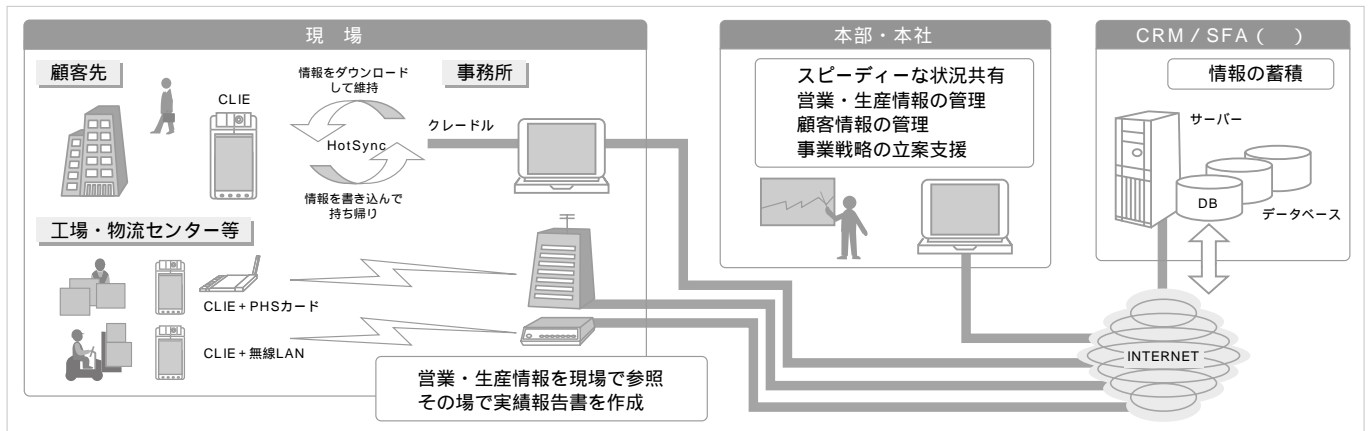 現　場
顧客先
CLIE
情報をダウンロード
して維持
HotSync
情報を書き込んで
持ち帰り
事務所
クレードル
工場・物流センター等
CLIE+PHSカード
CLIE+無線LAN
営業・生産情報を現場で参照
その場で実績報告書を作成
本部・本社
スピーディーな状況共有
営業・生産情報の管理
顧客情報の管理
事業戦略の立案支援
CRM / SFA (　)
情報の蓄積
サーバー
DB
データベース
INTERNET